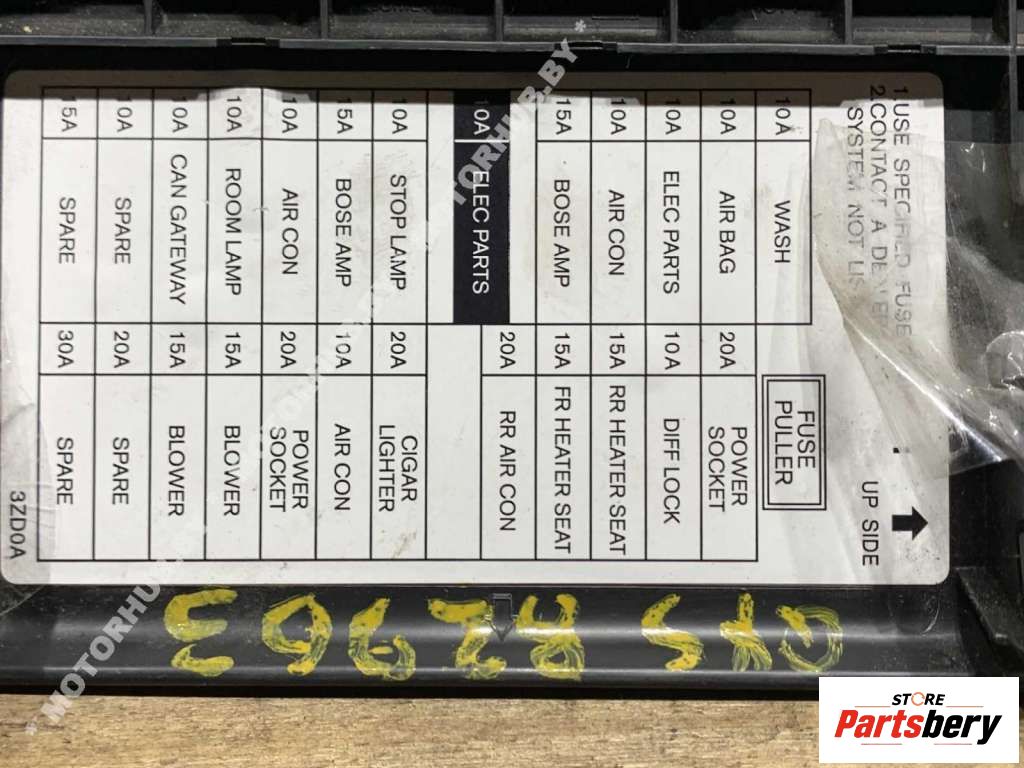 1 USE SPECIFIED FUSE
2 CONTACT A
SYSTEM NOT
UP SIDE
10A WASH
FUSE
PULLER
10A AIR BAG 20A POWER SOCKET
10A ELEC PARTS 10A DIFF LOCK
10A AIR CON 15A RR HEATER SEAT
15A BOSE AMP 15A FR HEATER SEAT
10A ELEC PARTS 20A RR AIR CON
10A STOP LAMP 20A CIGAR LIGHTER
15A BOSE AMP 10A AIR CON
10A AIR CON 20A POWER SOCKET
10A ROOM LAMP 15A BLOWER
10A CAN GATEWAY 15A BLOWER
10A SPARE 20A SPARE
15A SPARE 30A SPARE
3ZD0A
* MOTORHUB.BY *
STORE
Partsbery